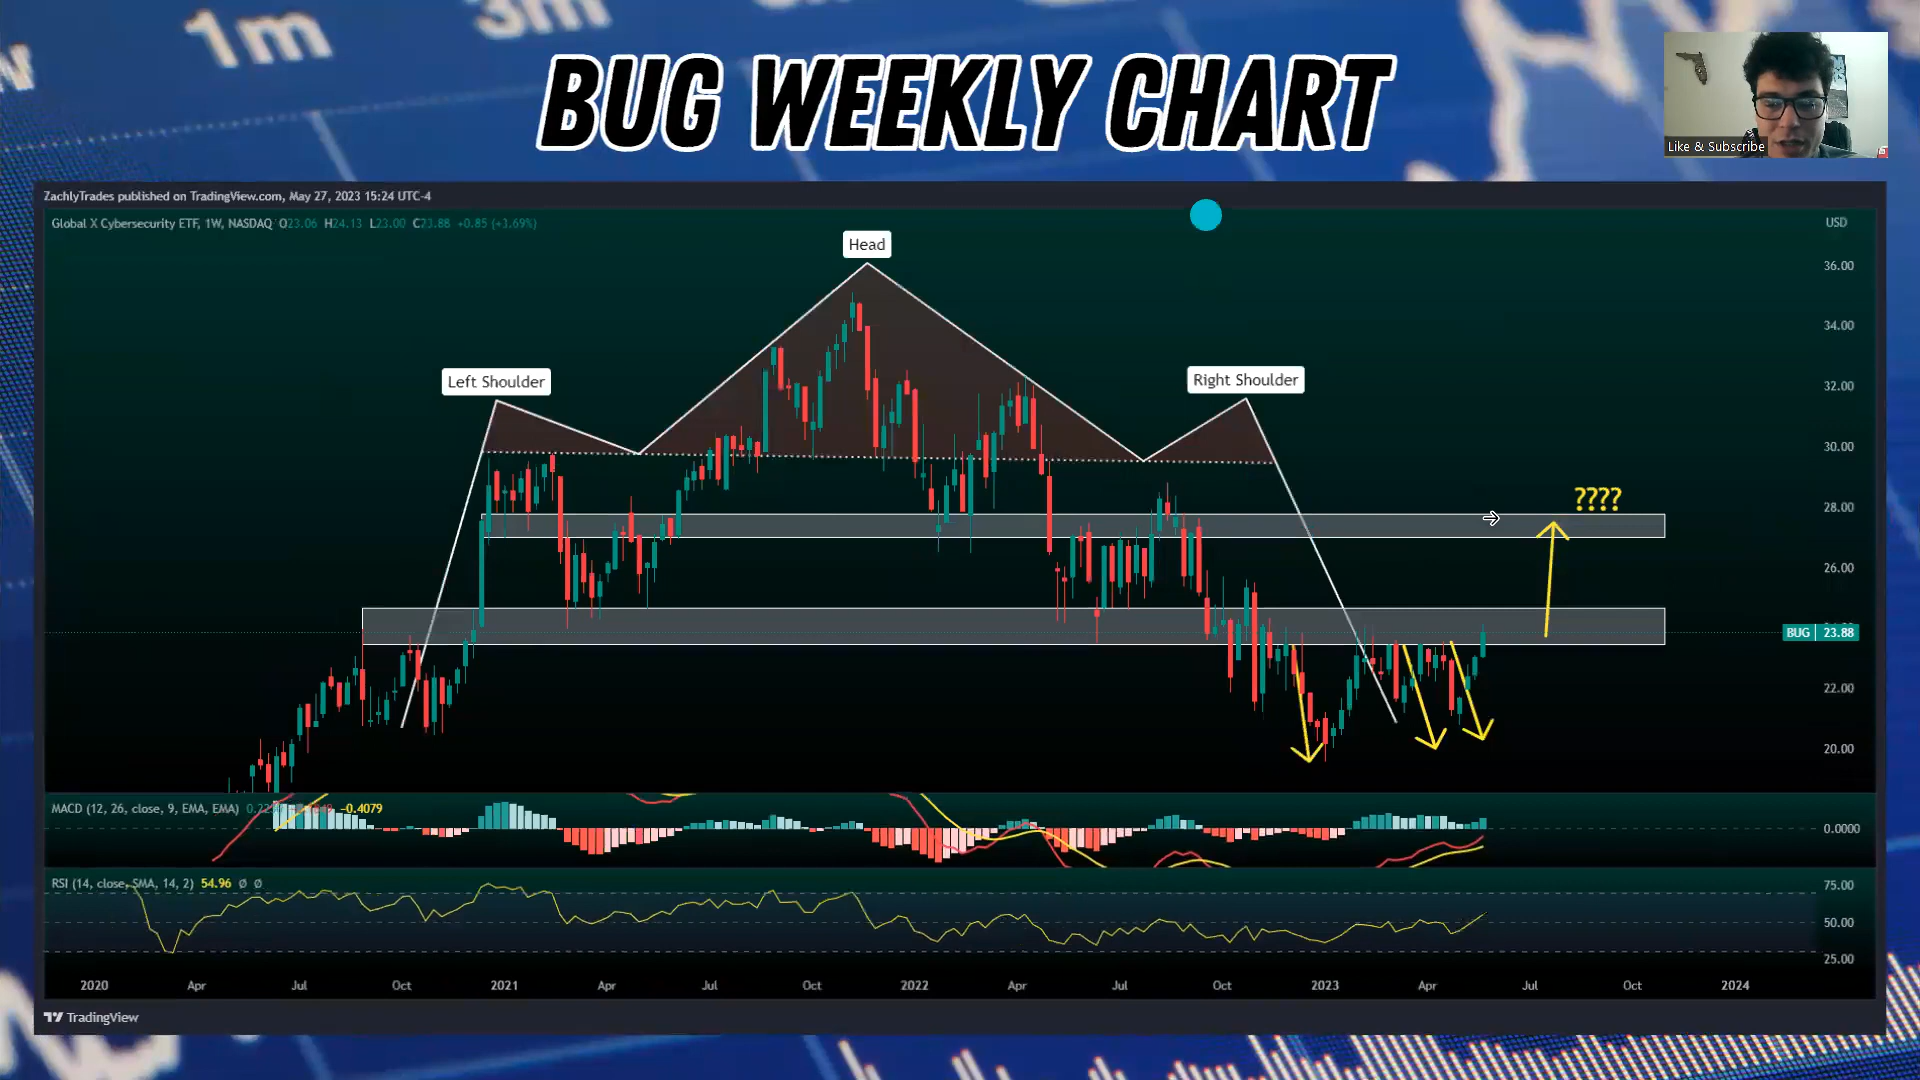 1m
3m
BUG WEEKLY CHART
Like & Subscribe
ZachlyTrades published on TradingView.com, May 27, 2023 15:24 UTC-4
Global X Cybersecurity ETF, 1W, NASDAQ O23.06 H24.13 L23.00 C23.88 +0.85 (+3.69%)
USD
Head
36.00
34.00
Left Shoulder
Right Shoulder
32.00
30.00
????
28.00
26.00
BUG 23.88
22.00
20.00
MACD (12, 26, close, 9, EMA, EMA) −0.4079
0.0000
RSI (14, close, SMA, 14, 2) 54.96 Ø Ø
75.00
50.00
25.00
2020 Apr Jul Oct 2021 Apr Jul Oct 2022 Apr Jul Oct 2023 Apr Jul Oct 2024
TradingView